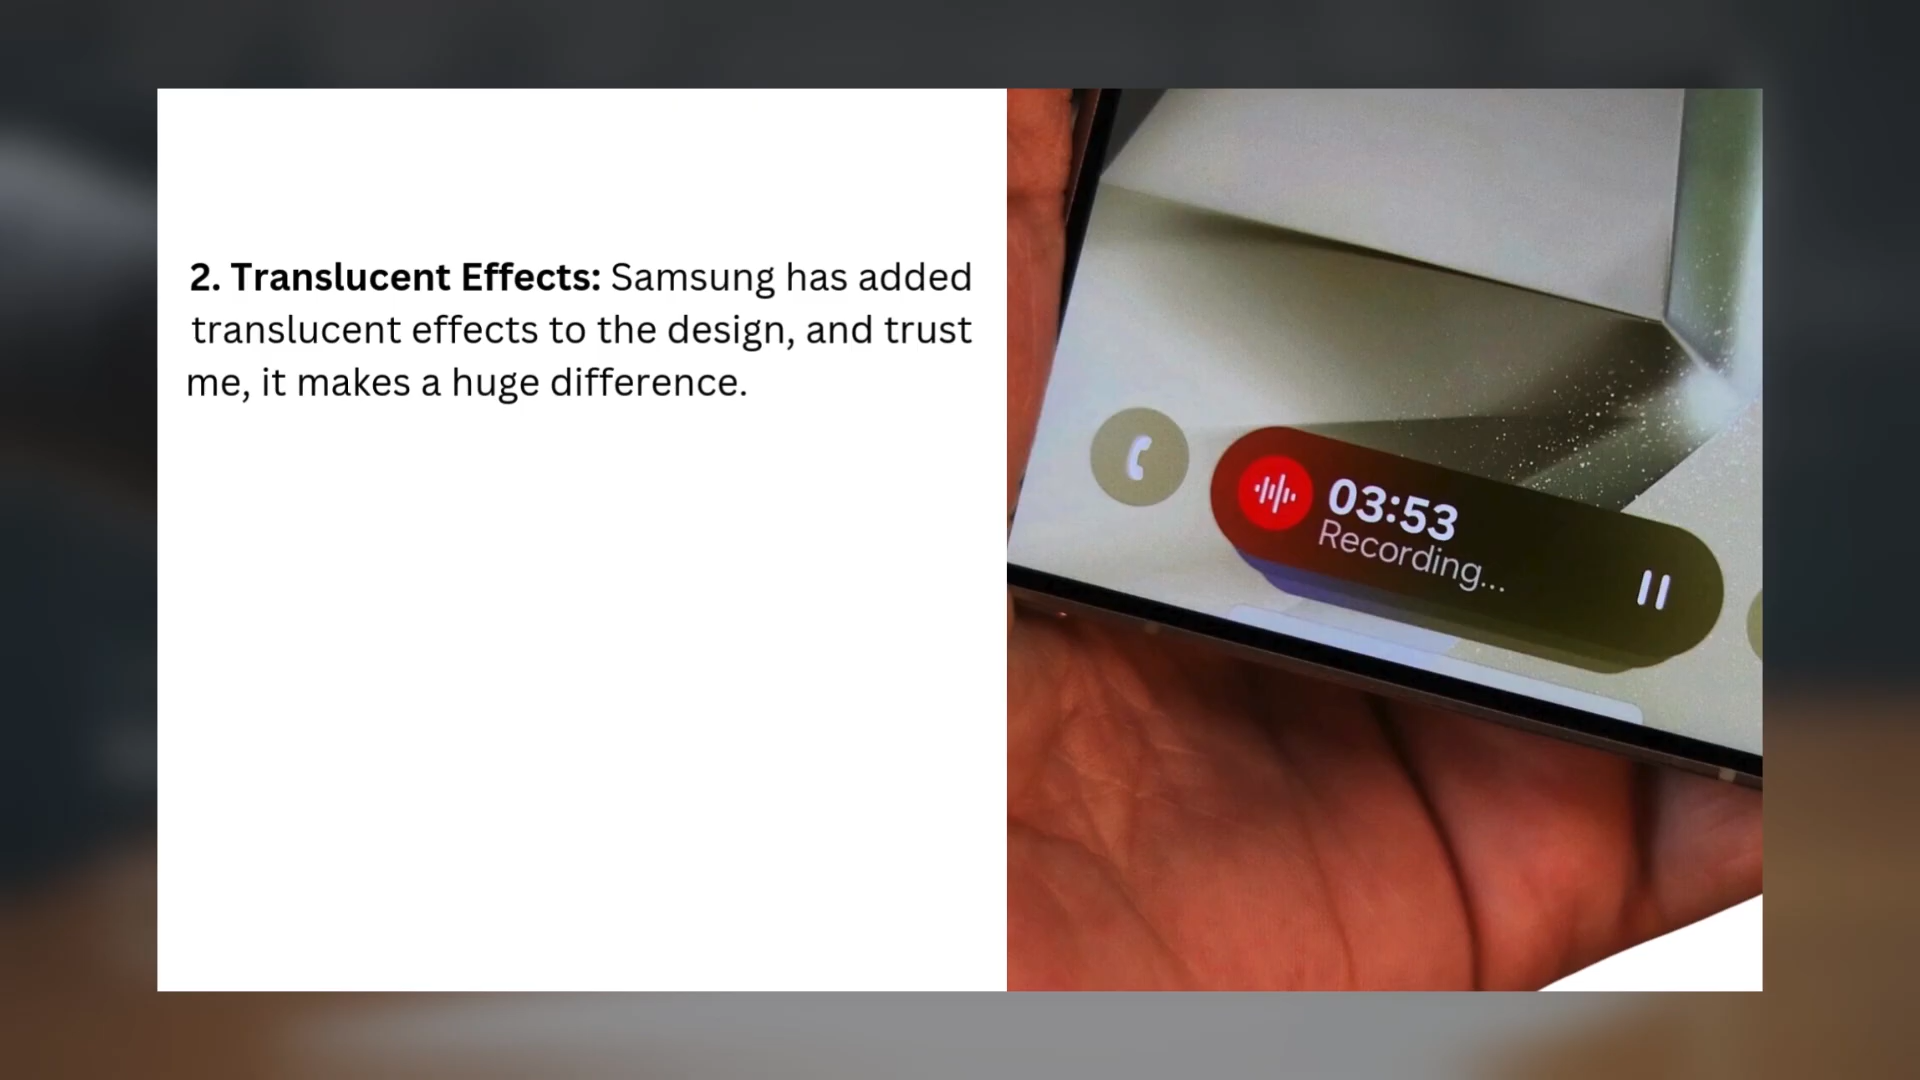 2. Translucent Effects: Samsung has added
translucent effects to the design, and trust
me, it makes a huge difference.
03:53
Recording...